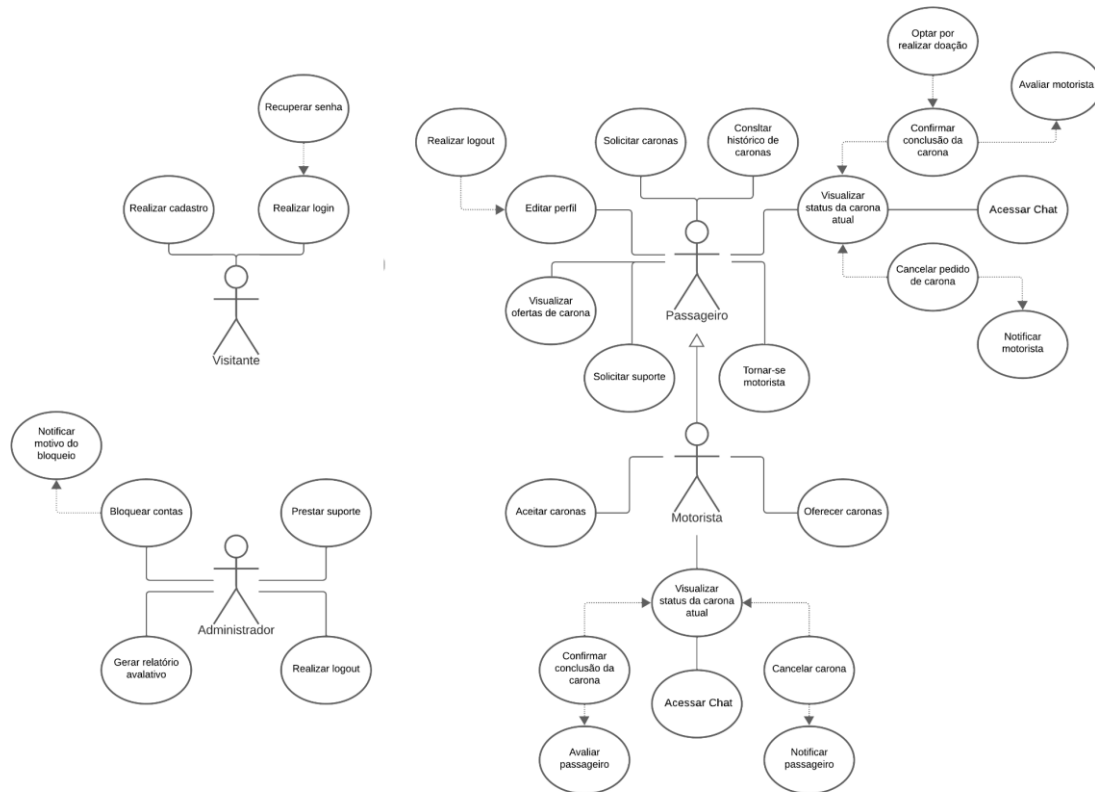 Optar por
realizar doação
Avaliar motorista
Recuperar senha
Realizar logout
Solicitar caronas
Consltar
histórico de
caronas
Confirmar
conclusão da
carona
Realizar cadastro
Realizar login
Editar perfil
Visualizar
status da carona
atual
Acessar Chat
Cancelar pedido
de carona
Visualizar
ofertas de carona
Passageiro
Notificar
motorista
Visitante
Solicitar suporte
Tornar-se
motorista
Notificar
motivo do
bloqueio
Bloquear contas
Prestar suporte
Aceitar caronas
Motorista
Oferecer caronas
Visualizar
status da carona
atual
Administrador
Gerar relatório
avalativo
Realizar logout
Confirmar
conclusão da
carona
Cancelar carona
Acessar Chat
Avaliar
passageiro
Notificar
passageiro